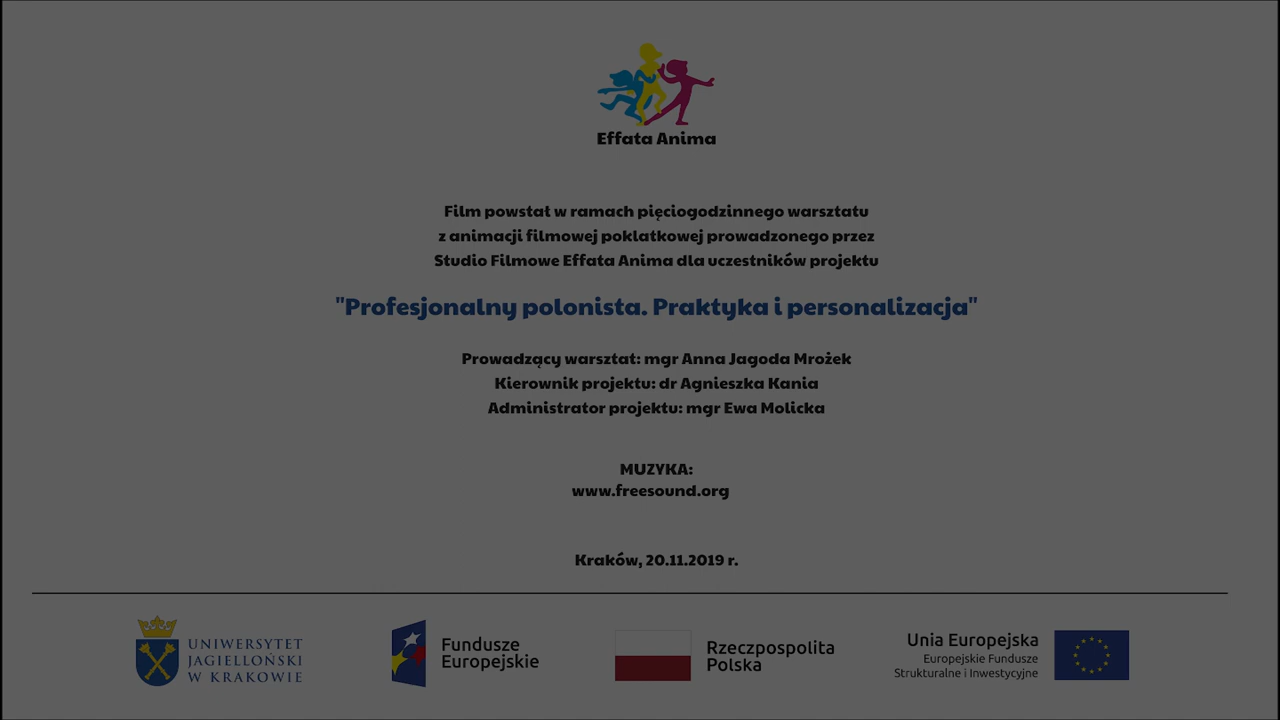 Effata Anima
Film powstał w ramach pięciogodzinnego warsztatu
z animacji filmowej poklatkowej prowadzonego przez
Studio Filmowe Effata Anima dla uczestników projektu
"Profesjonalny polonista. Praktyka i personalizacja"
Prowadzący warsztat: mgr Anna Jagoda Mrożek
Kierownik projektu: dr Agnieszka Kania
Administrator projektu: mgr Ewa Molicka
MUZYKA:
www.freesound.org
Kraków, 20.11.2019 r.
UNIWERSYTET
JAGIELLOŃSKI
W KRAKOWIE
Fundusze
Europejskie
Rzeczpospolita
Polska
Unia Europejska
Europejskie Fundusze
Strukturalne i Inwestycyjne